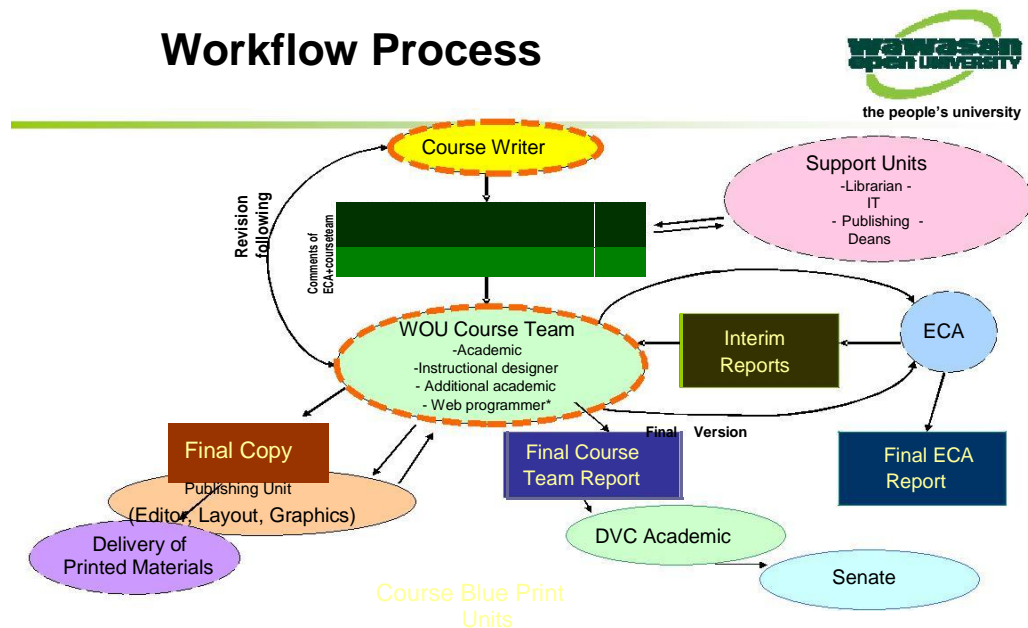 Workflow Process
wawasan
open UNIVERSITY
the people's university
Course Writer
Support Units
-Librarian -
IT
- Publishing -
Deans
Revision
following
Comments of
ECA+courseteam
WOU Course Team
-Academic
-Instructional designer
- Additional academic
- Web programmer*
Interim
Reports
ECA
Final Version
Final Copy
Publishing Unit
(Editor, Layout, Graphics)
Final Course
Team Report
Final ECA
Report
Delivery of
Printed Materials
DVC Academic
Senate
Course Blue Print
Units